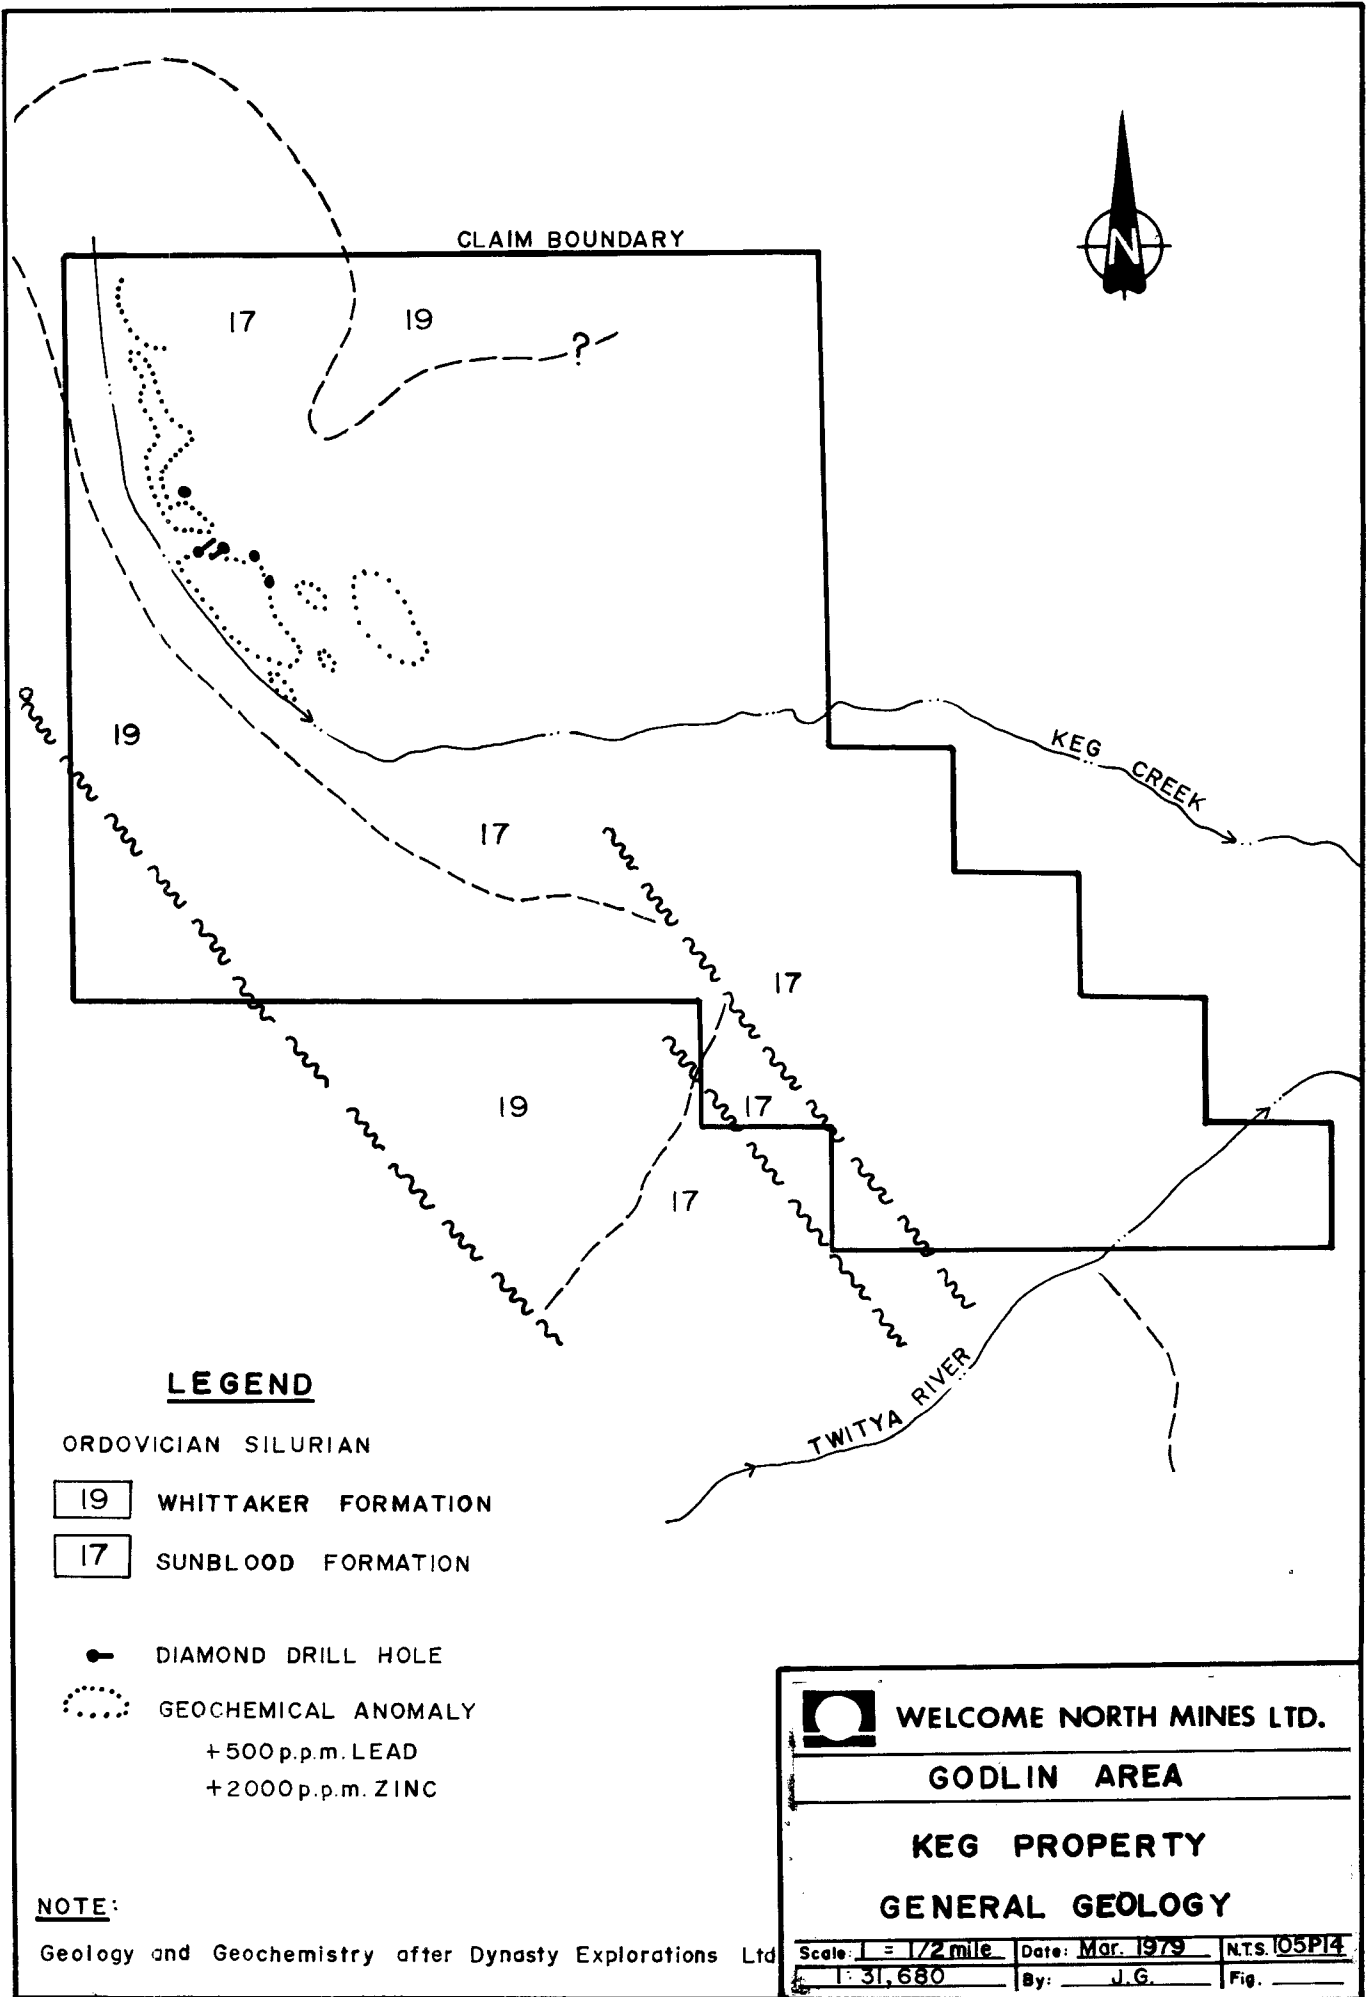 CLAIM BOUNDARY
N
17
19
?
19
KEG CREEK
17
17
19
17
17
TWITYA RIVER
LEGEND
ORDOVICIAN SILURIAN
19 WHITTAKER FORMATION
17 SUNBLOOD FORMATION
DIAMOND DRILL HOLE
GEOCHEMICAL ANOMALY
+500 p.p.m. LEAD
+2000 p.p.m. ZINC
NOTE:
Geology and Geochemistry after Dynasty Explorations Ltd
WELCOME NORTH MINES LTD.
GODLIN AREA
KEG PROPERTY
GENERAL GEOLOGY
Scale: 1 = 1/2 mile Date: Mar. 1979 N.T.S. 105P14
1: 31,680 By: J.G. Fig.